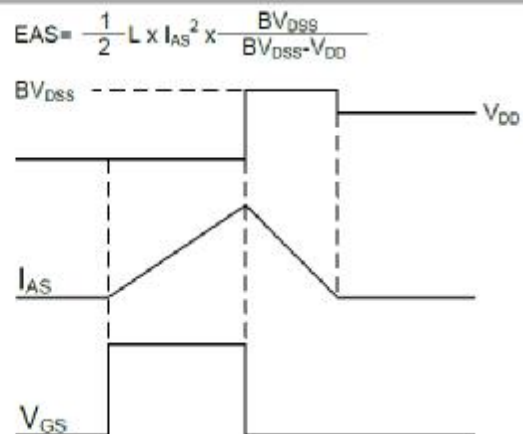 EAS= 1/2 L x IAS² x BVDSS/BVDSS-VDD
BVDSS
VDD
IAS
VGS